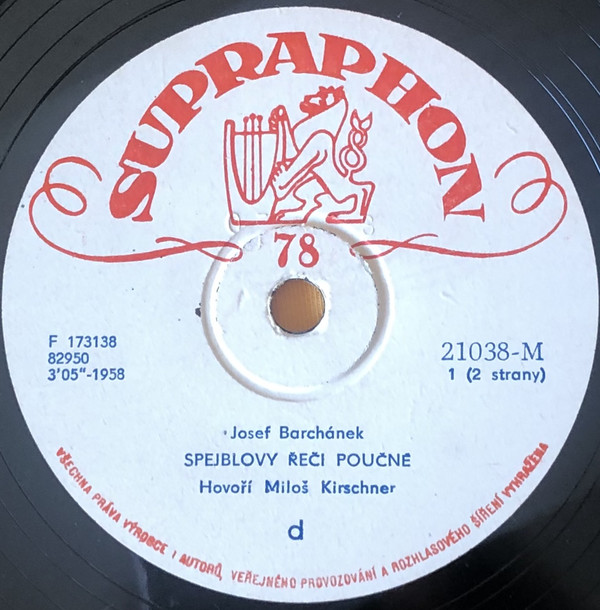 SUPRAPHON
78
F 173138
82950
3'05"-1958
21038-M
1 (2 strany)
Josef Barchánek
SPEJBLOVY ŘEČI POUČNÉ
Hovoří Miloš Kirschner
d
VŠECHNA PRÁVA VÝROBCE I AUTORŮ, VEŘEJNÉHO PROVOZOVÁNÍ A ROZHLASOVÉHO ŠÍŘENÍ VYHRAŽENA